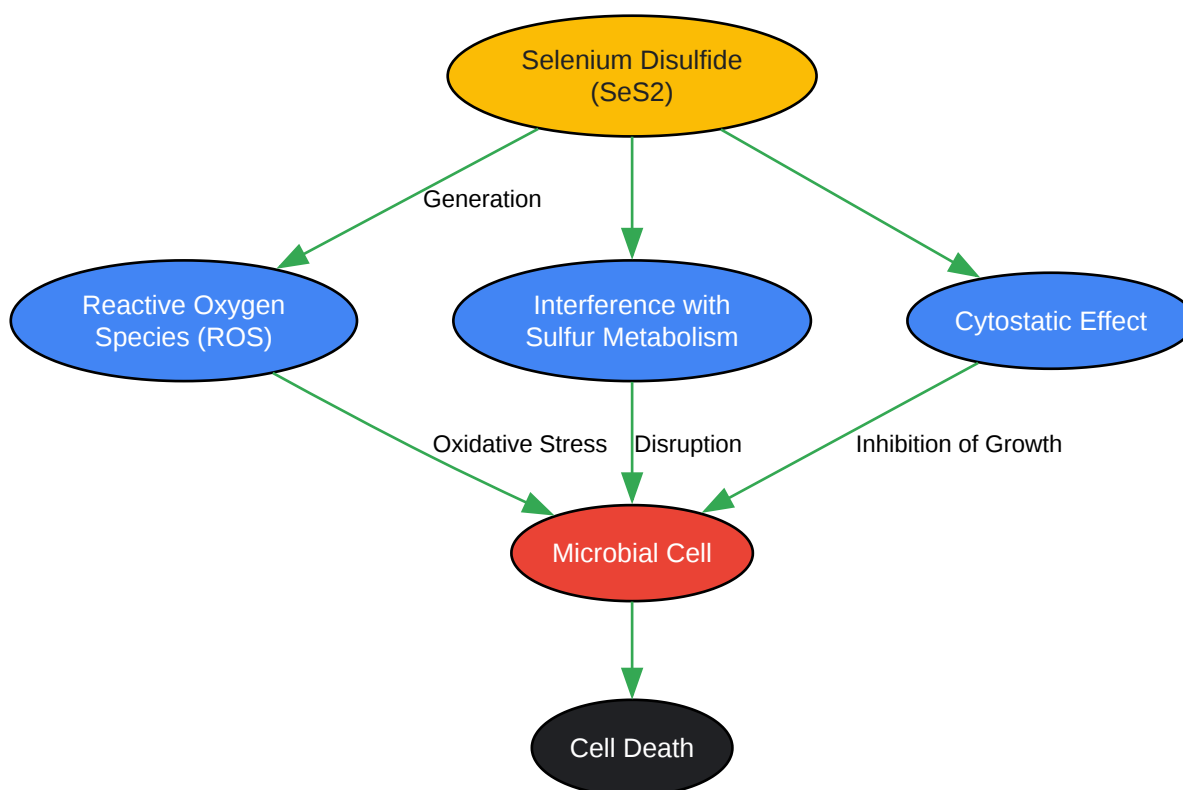 Selenium Disulfide
(SeS2)
Generation
Reactive Oxygen
Species (ROS)
Interference with
Sulfur Metabolism
Cytostatic Effect
Oxidative Stress
Disruption
Inhibition of Growth
Microbial Cell
Cell Death